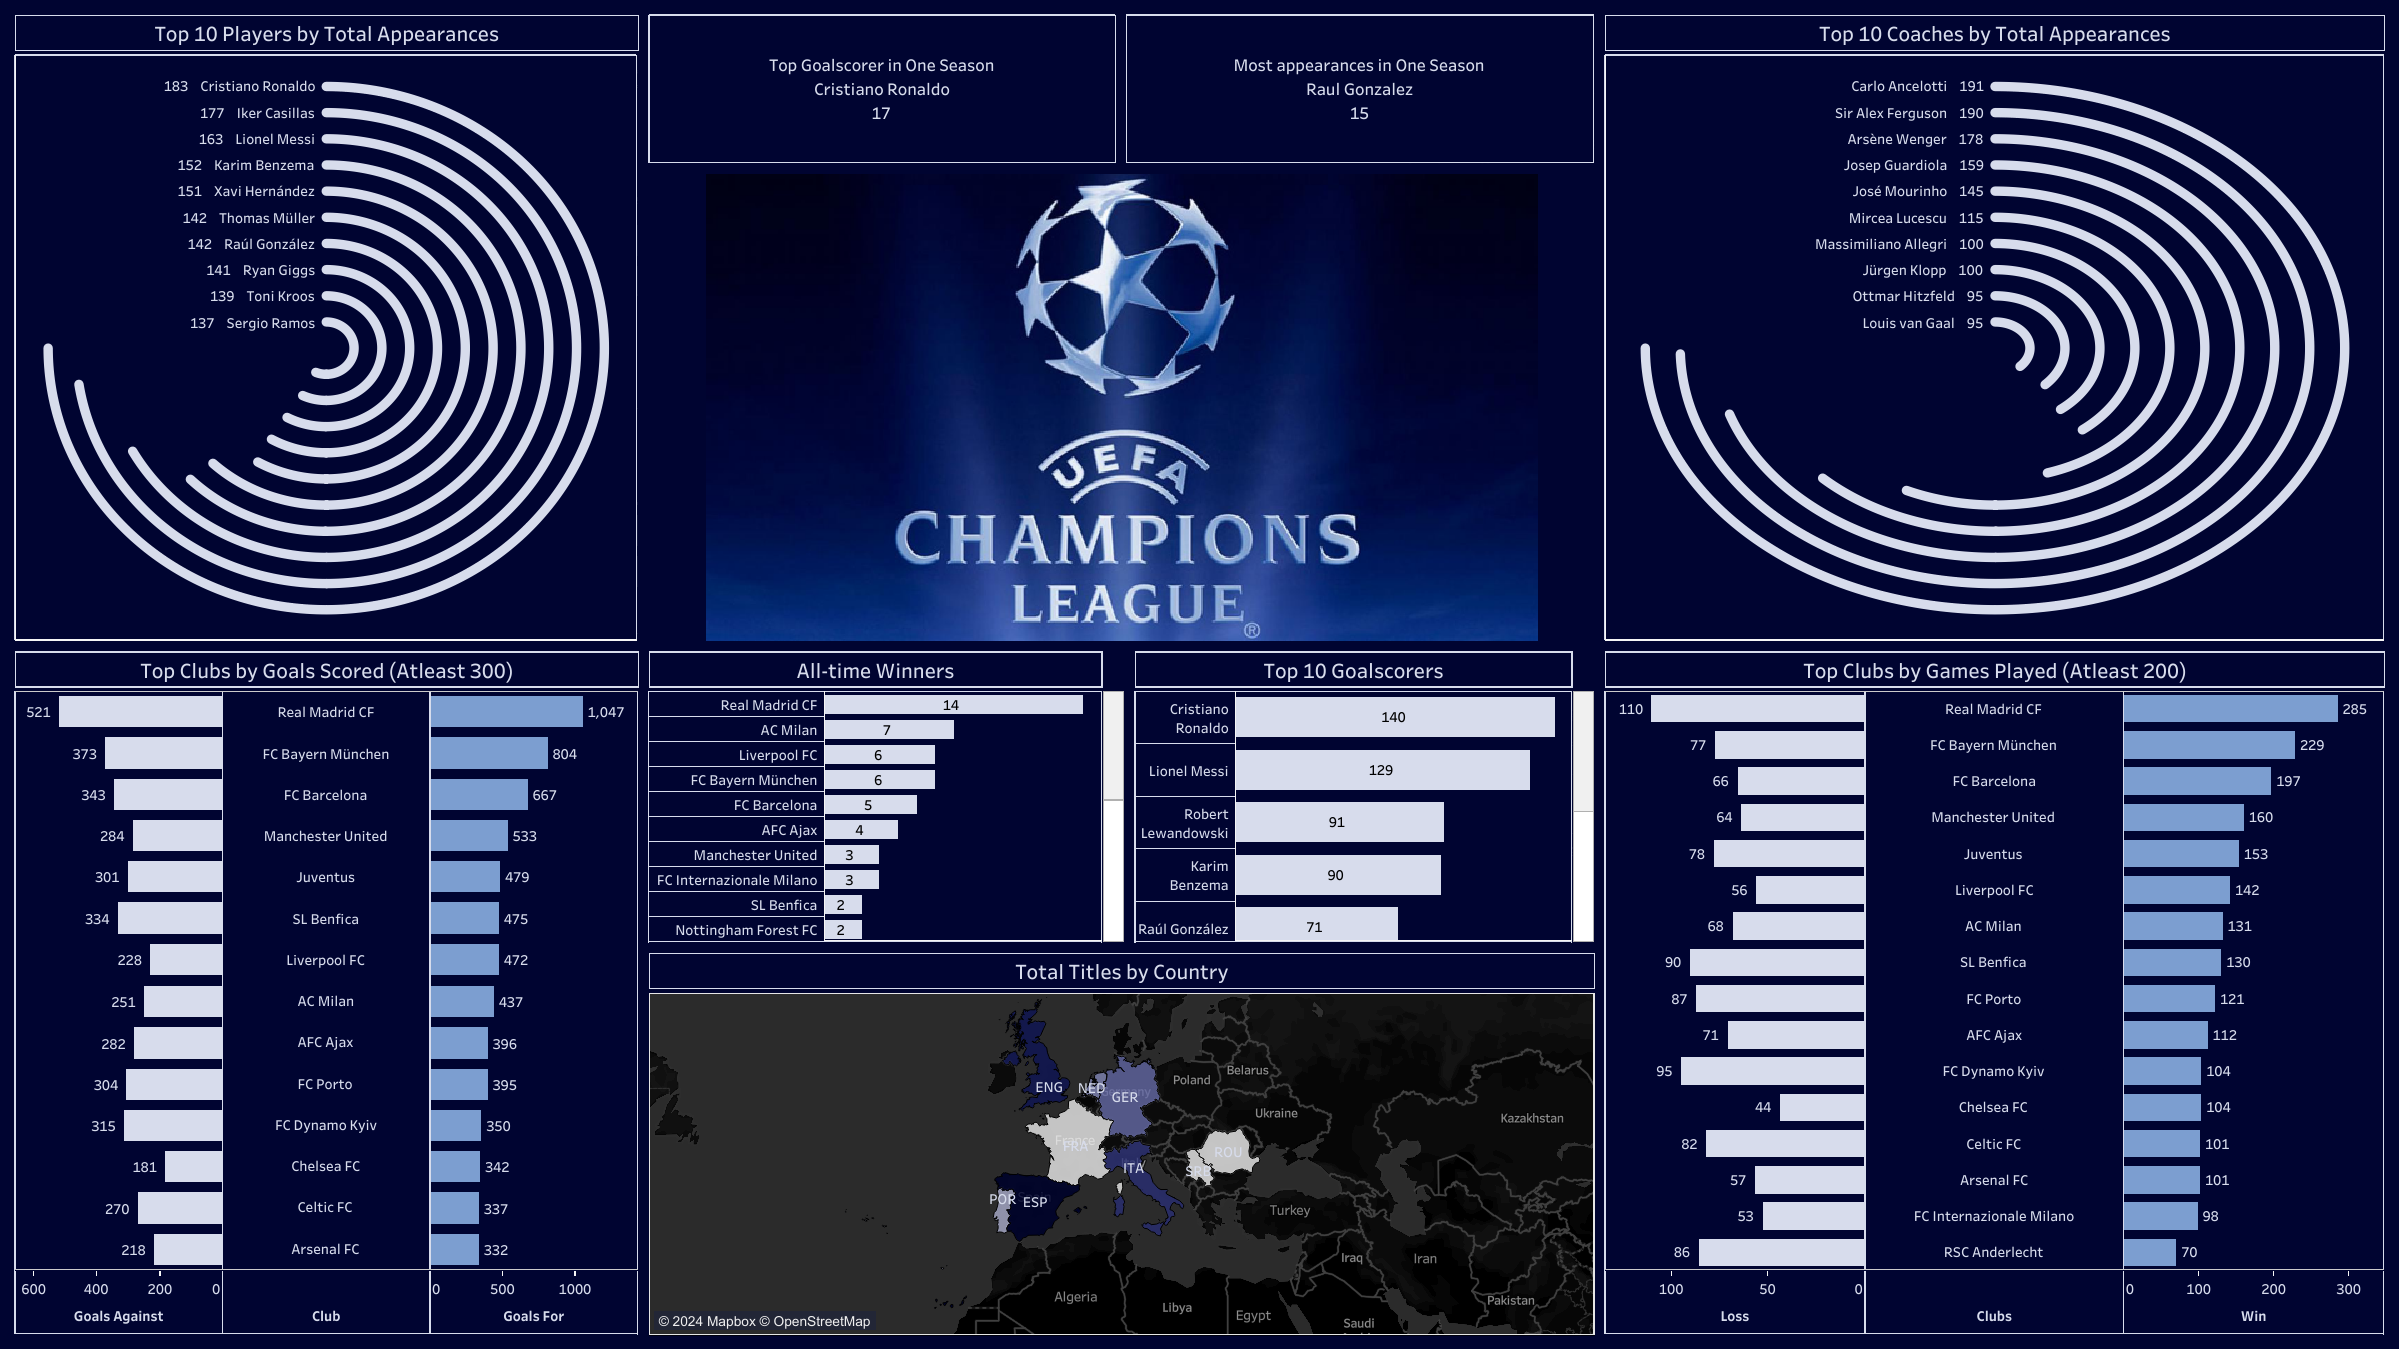 Top 10 Players by Total Appearances
183 Cristiano Ronaldo
177 Iker Casillas
163 Lionel Messi
152 Karim Benzema
151 Xavi Hernández
142 Thomas Müller
142 Raúl González
141 Ryan Giggs
139 Toni Kroos
137 Sergio Ramos
Top Goalscorer in One Season
Cristiano Ronaldo
17
Most appearances in One Season
Raul Gonzalez
15
UEFA
CHAMPIONS
LEAGUE
®
Top 10 Coaches by Total Appearances
Carlo Ancelotti 191
Sir Alex Ferguson 190
Arsène Wenger 178
Josep Guardiola 159
José Mourinho 145
Mircea Lucescu 115
Massimiliano Allegri 100
Jürgen Klopp 100
Ottmar Hitzfeld 95
Louis van Gaal 95
Top Clubs by Goals Scored (Atleast 300)
521 Real Madrid CF 1,047
373 FC Bayern München 804
343 FC Barcelona 667
284 Manchester United 533
301 Juventus 479
334 SL Benfica 475
228 Liverpool FC 472
251 AC Milan 437
282 AFC Ajax 396
304 FC Porto 395
315 FC Dynamo Kyiv 350
181 Chelsea FC 342
270 Celtic FC 337
218 Arsenal FC 332
600 400 200 0 0 500 1000
Goals Against Club Goals For
All-time Winners
Real Madrid CF 14
AC Milan 7
Liverpool FC 6
FC Bayern München 6
FC Barcelona 5
AFC Ajax 4
Manchester United 3
FC Internazionale Milano 3
SL Benfica 2
Nottingham Forest FC 2
Top 10 Goalscorers
Cristiano
Ronaldo 140
Lionel Messi 129
Robert
Lewandowski 91
Karim
Benzema 90
Raúl González 71
Total Titles by Country
ENG
NED
GER
Poland
Belarus
Ukraine
Kazakhstan
France
FRA
ITA
ROU
POR
ESP
Turkey
Iraq
Iran
Algeria
Libya
Egypt
Saudi
Pakistan
© 2024 Mapbox © OpenStreetMap
Top Clubs by Games Played (Atleast 200)
110 Real Madrid CF 285
77 FC Bayern München 229
66 FC Barcelona 197
64 Manchester United 160
78 Juventus 153
56 Liverpool FC 142
68 AC Milan 131
90 SL Benfica 130
87 FC Porto 121
71 AFC Ajax 112
95 FC Dynamo Kyiv 104
44 Chelsea FC 104
82 Celtic FC 101
57 Arsenal FC 101
53 FC Internazionale Milano 98
86 RSC Anderlecht 70
100 50 0 0 100 200 300
Loss Clubs Win